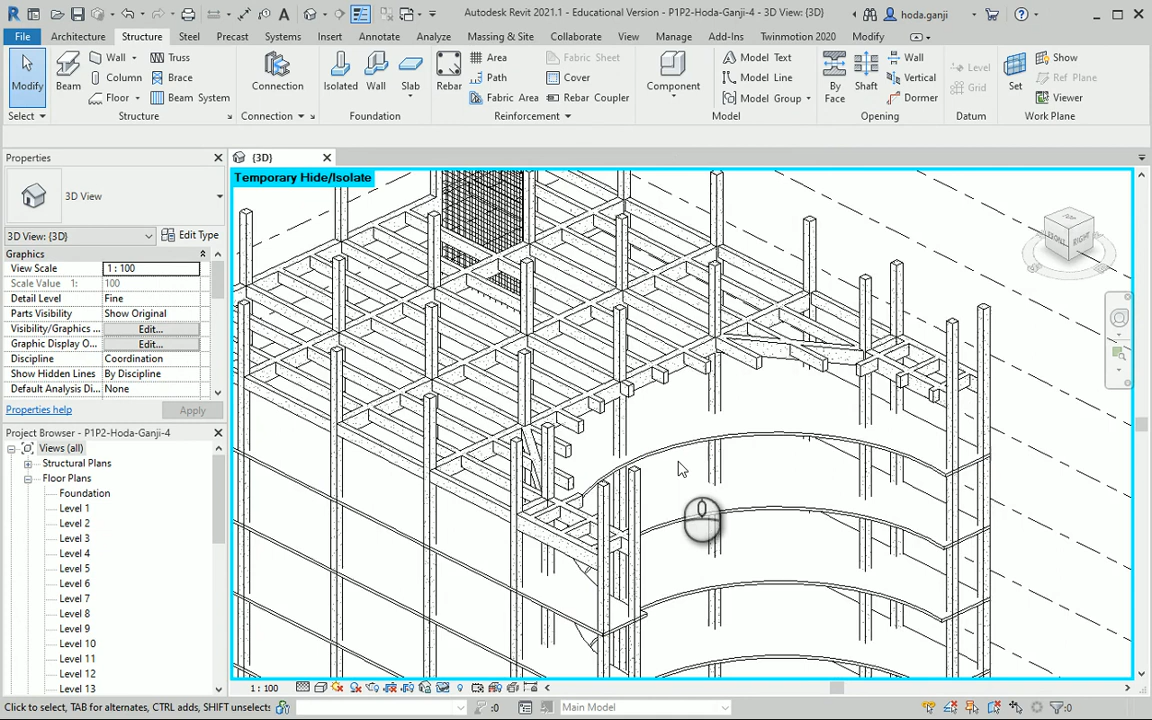 Autodesk Revit 2021.1 - Educational Version - P1P2-Hoda-Ganji-4 - 3D View: {3D}
hoda.ganji
File Architecture Structure Steel Precast Systems Insert Annotate Analyze Massing & Site Collaborate View Manage Add-Ins Twinmotion 2020 Modify
Modify
Select
Beam
Wall
Column
Floor
Truss
Brace
Beam System
Structure
Connection
Connection
Isolated
Wall
Slab
Foundation
Rebar
Area
Path
Fabric Area
Fabric Sheet
Cover
Rebar Coupler
Reinforcement
Component
Model Text
Model Line
Model Group
Model
By
Face
Shaft
Wall
Vertical
Dormer
Opening
Level
Grid
Datum
Set
Show
Ref Plane
Viewer
Work Plane
Properties
3D View
3D View: {3D}
Edit Type
Graphics
View Scale 1 : 100
Scale Value 1: 100
Detail Level Fine
Parts Visibility Show Original
Visibility/Graphics ... Edit...
Graphic Display O... Edit...
Discipline Coordination
Show Hidden Lines By Discipline
Default Analysis Di... None
Properties help
Apply
Project Browser - P1P2-Hoda-Ganji-4
Views (all)
Structural Plans
Floor Plans
Foundation
Level 1
Level 2
Level 3
Level 4
Level 5
Level 6
Level 7
Level 8
Level 9
Level 10
Level 11
Level 12
Level 13
{3D}
Temporary Hide/Isolate
TOP
RIGHT
1 : 100
Click to select, TAB for alternates, CTRL adds, SHIFT unselects.
:0
Main Model
:0